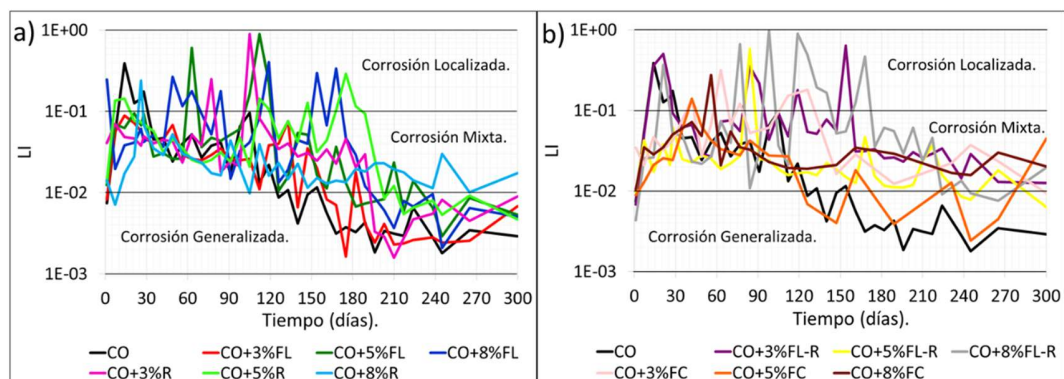 a)
1E+00
1E-01
1E-02
1E-03
LI
Corrosión Localizada.
Corrosión Mixta.
Corrosión Generalizada.
0 30 60 90 120 150 180 210 240 270 300
Tiempo (días).
CO CO+3%FL CO+5%FL CO+8%FL
CO+3%R CO+5%R CO+8%R
b)
1E+00
1E-01
1E-02
1E-03
LI
Corrosión Localizada.
Corrosión Mixta.
Corrosión Generalizada.
0 30 60 90 120 150 180 210 240 270 300
Tiempo (días).
CO CO+3%FL-R CO+5%FL-R CO+8%FL-R
CO+3%FC CO+5%FC CO+8%FC